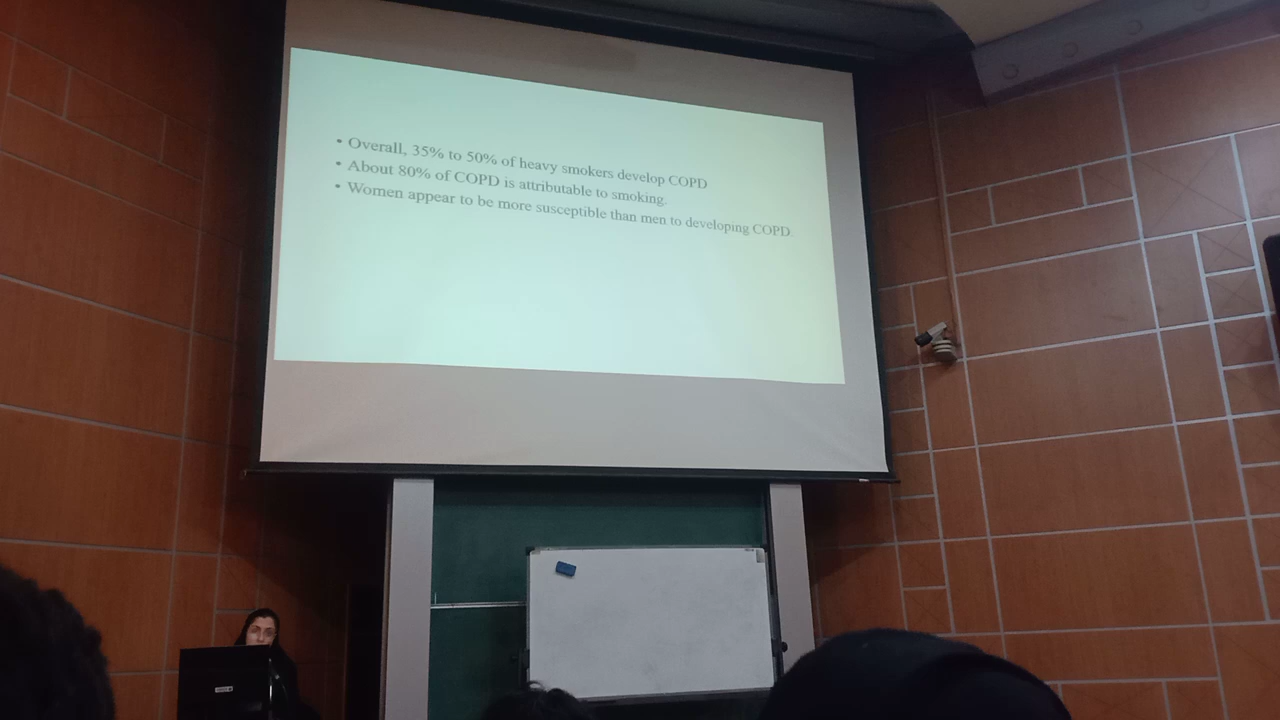 • Overall, 35% to 50% of heavy smokers develop COPD
• About 80% of COPD is attributable to smoking.
• Women appear to be more susceptible than men to developing COPD.